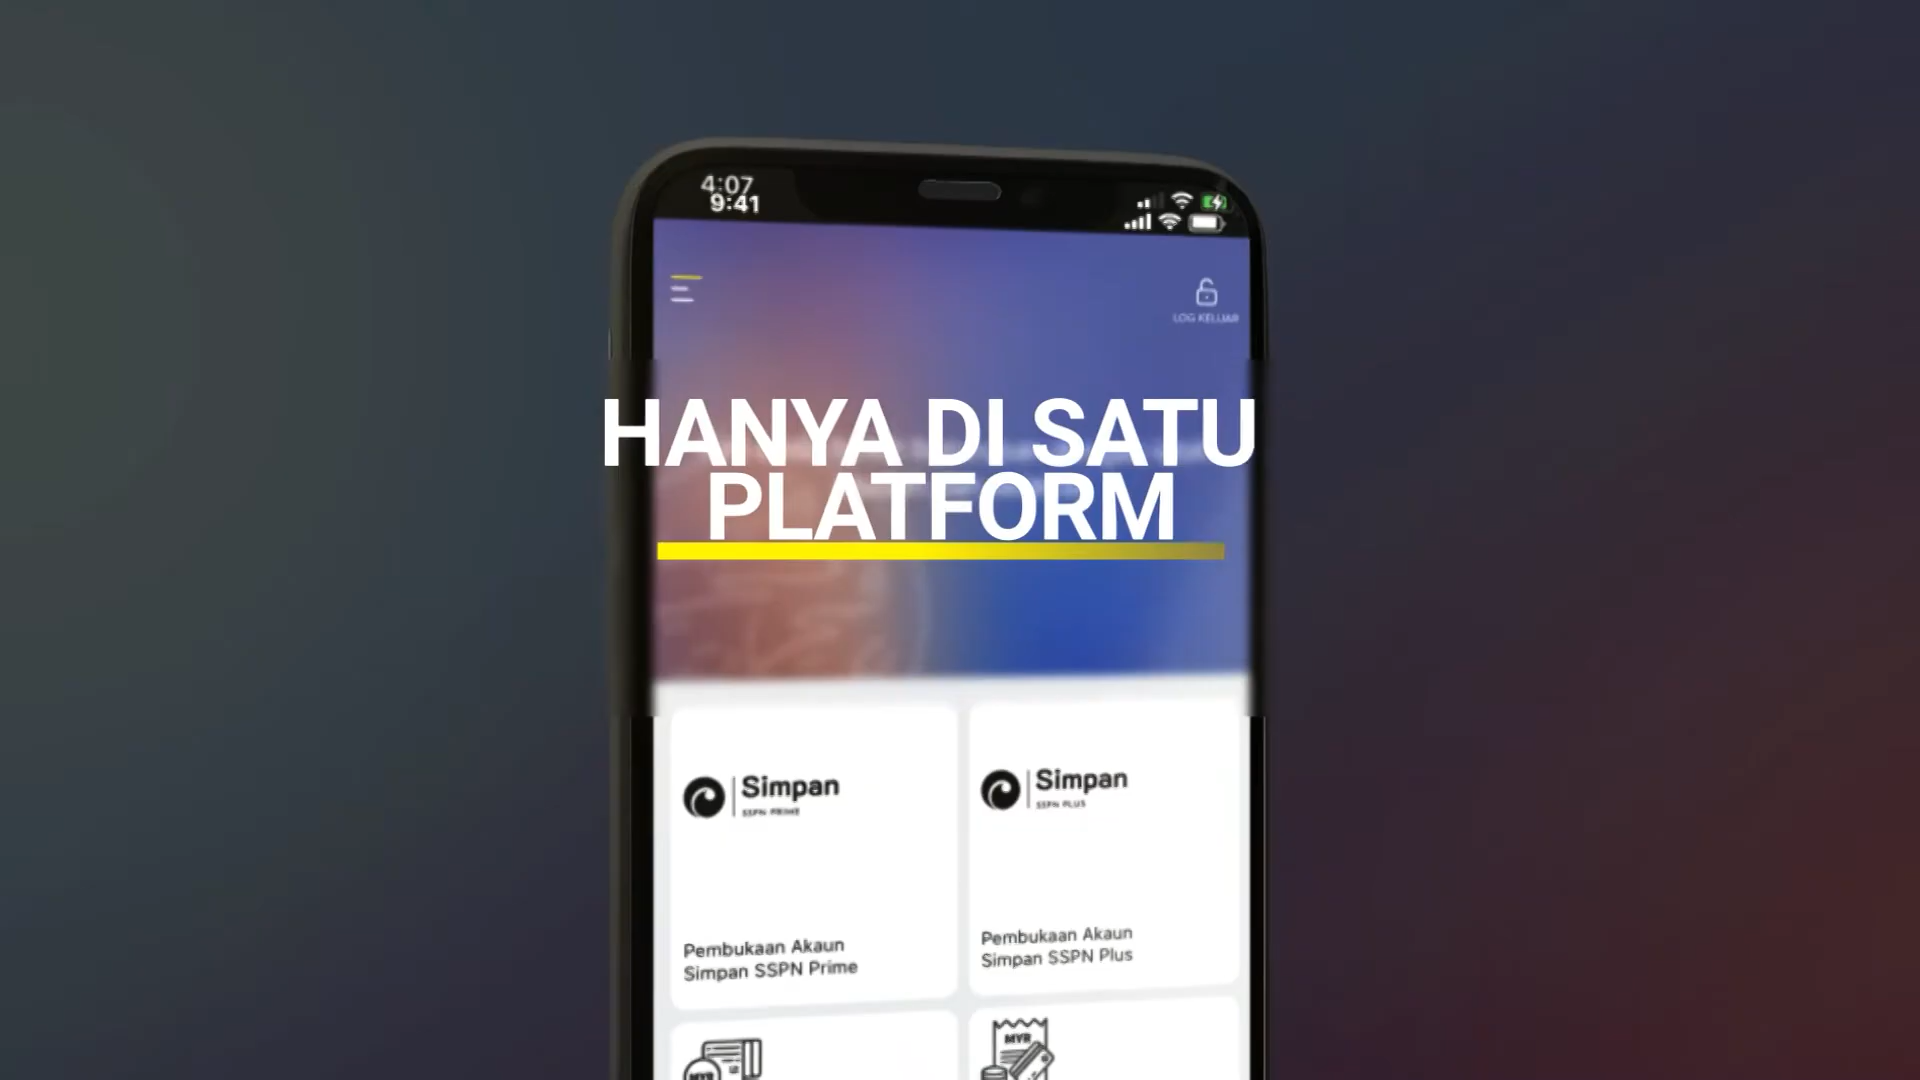 4:07
9:41
LOG KELUAR
HANYA DI SATU
PLATFORM
Simpan
SSPN PRIME
Simpan
SSPN PLUS
Pembukaan Akaun
Simpan SSPN Prime
Pembukaan Akaun
Simpan SSPN Plus
MYR
MYR